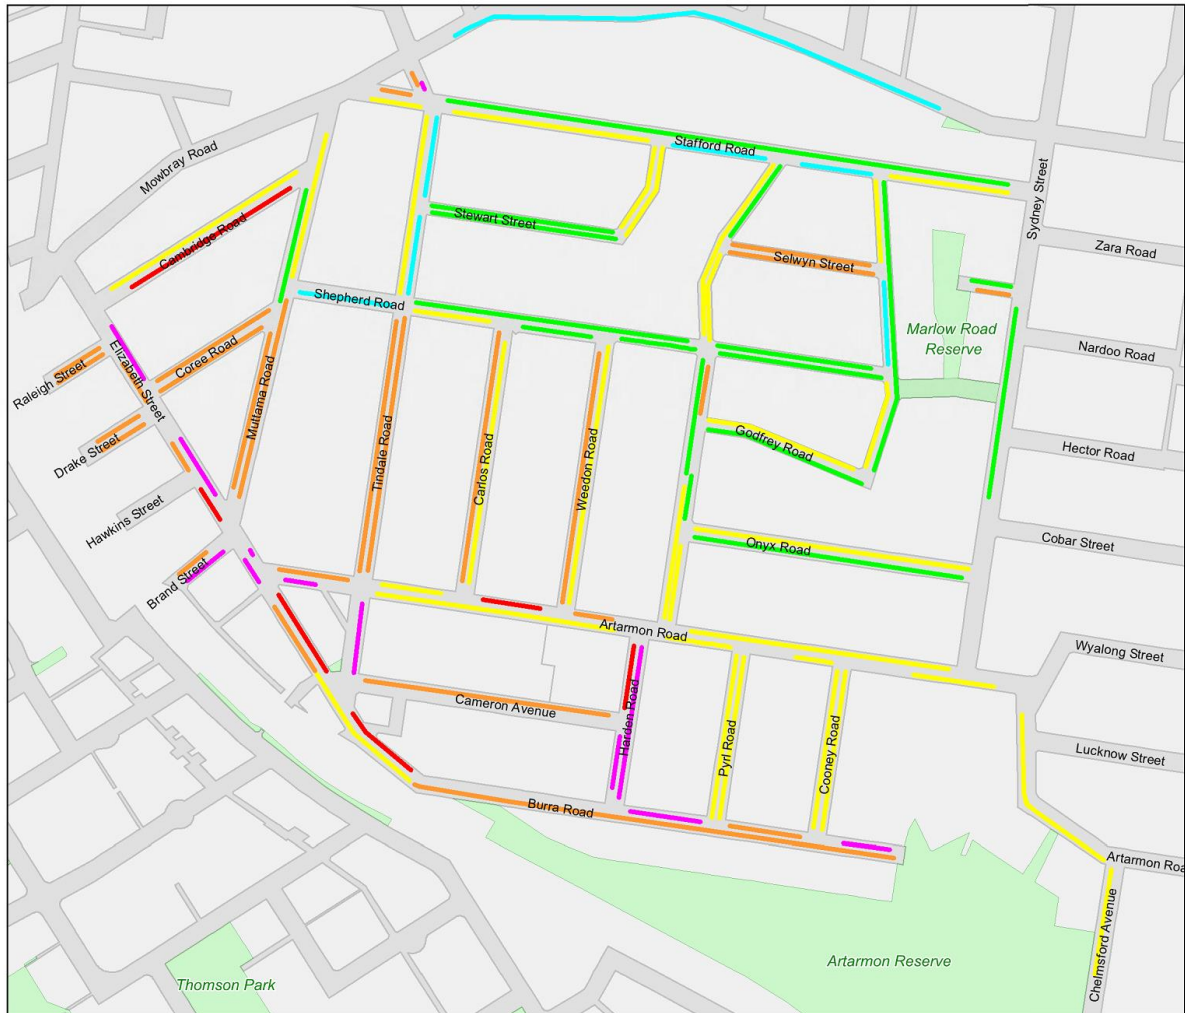 Stafford Road
Mowbray Road
Sydney Street
Stewart Street
Cambridge Road
Zara Road
Selwyn Street
Shepherd Road
Marlow Road
Reserve
Nardoo Road
Elizabeth Street
Coree Road
Raleigh Street
Muttama Road
Drake Street
Tindale Road
Carlos Road
Weedon Road
Godfrey Road
Hector Road
Hawkins Street
Onyx Road
Cobar Street
Brand Street
Artarmon Road
Wyalong Street
Cameron Avenue
Harden Road
Pyrl Road
Cooney Road
Lucknow Street
Burra Road
Artarmon Roa
Chelmsford Avenue
Artarmon Reserve
Thomson Park